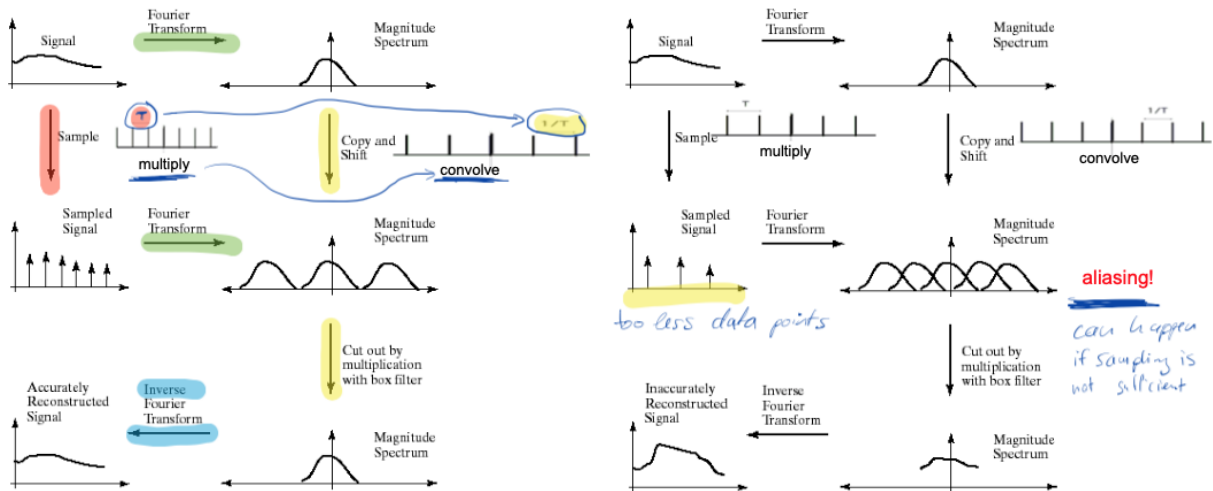 Signal
Fourier
Transform
Magnitude
Spectrum
Sample
T
multiply
Copy and
Shift
1/T
convolve
Sampled
Signal
Fourier
Transform
Magnitude
Spectrum
Cut out by
multiplication
with box filter
Accurately
Reconstructed
Signal
Inverse
Fourier
Transform
Magnitude
Spectrum
Signal
Fourier
Transform
Magnitude
Spectrum
Sample
T
multiply
Copy and
Shift
1/T
convolve
Sampled
Signal
too less data points
Fourier
Transform
Magnitude
Spectrum
aliasing!
can happen
if sampling is
not sufficient
Cut out by
multiplication
with box filter
Inaccurately
Reconstructed
Signal
Inverse
Fourier
Transform
Magnitude
Spectrum